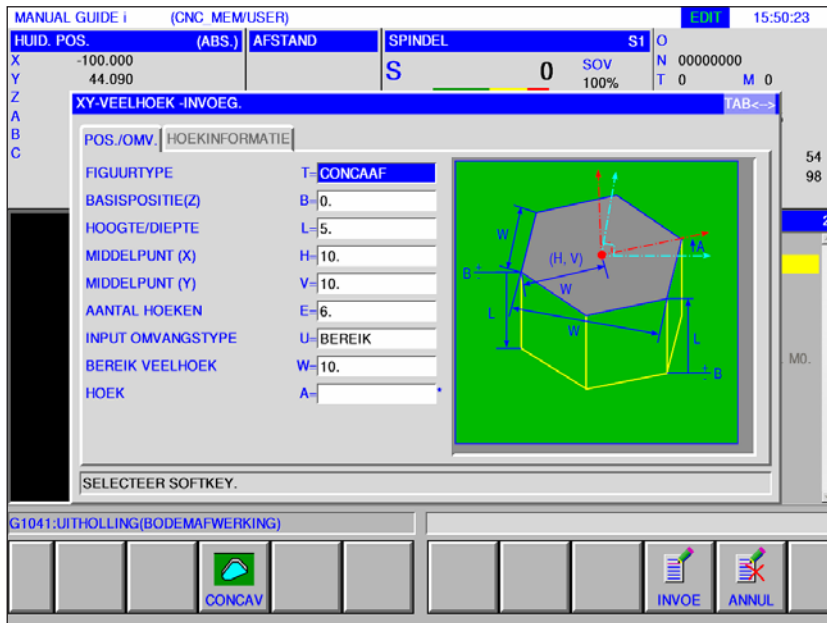 MANUAL GUIDE i (CNC_MEM/USER) EDIT 15:50:23
HUID. POS. (ABS.) AFSTAND SPINDEL S1 O
X -100.000 S 0 SOV N 00000000
Y 44.090 100% T 0 M 0
Z
A
B
C
54
98
XY-VEELHOEK -INVOEG. TAB<-->
POS./OMV. HOEKINFORMATIE
FIGUURTYPE T= CONCAAF
BASISPOSITIE(Z) B= 0.
HOOGTE/DIEPTE L= 5.
MIDDELPUNT (X) H= 10.
MIDDELPUNT (Y) V= 10.
AANTAL HOEKEN E= 6.
INPUT OMVANGSTYPE U= BEREIK
BEREIK VEELHOEK W= 10.
HOEK A= *
W
A
(H, V)
B + -
W
L
W
L
+ - B
2
M0.
SELECTEER SOFTKEY.
G1041:UITHOLLING(BODEMAFWERKING)
CONCAV INVOE ANNUL